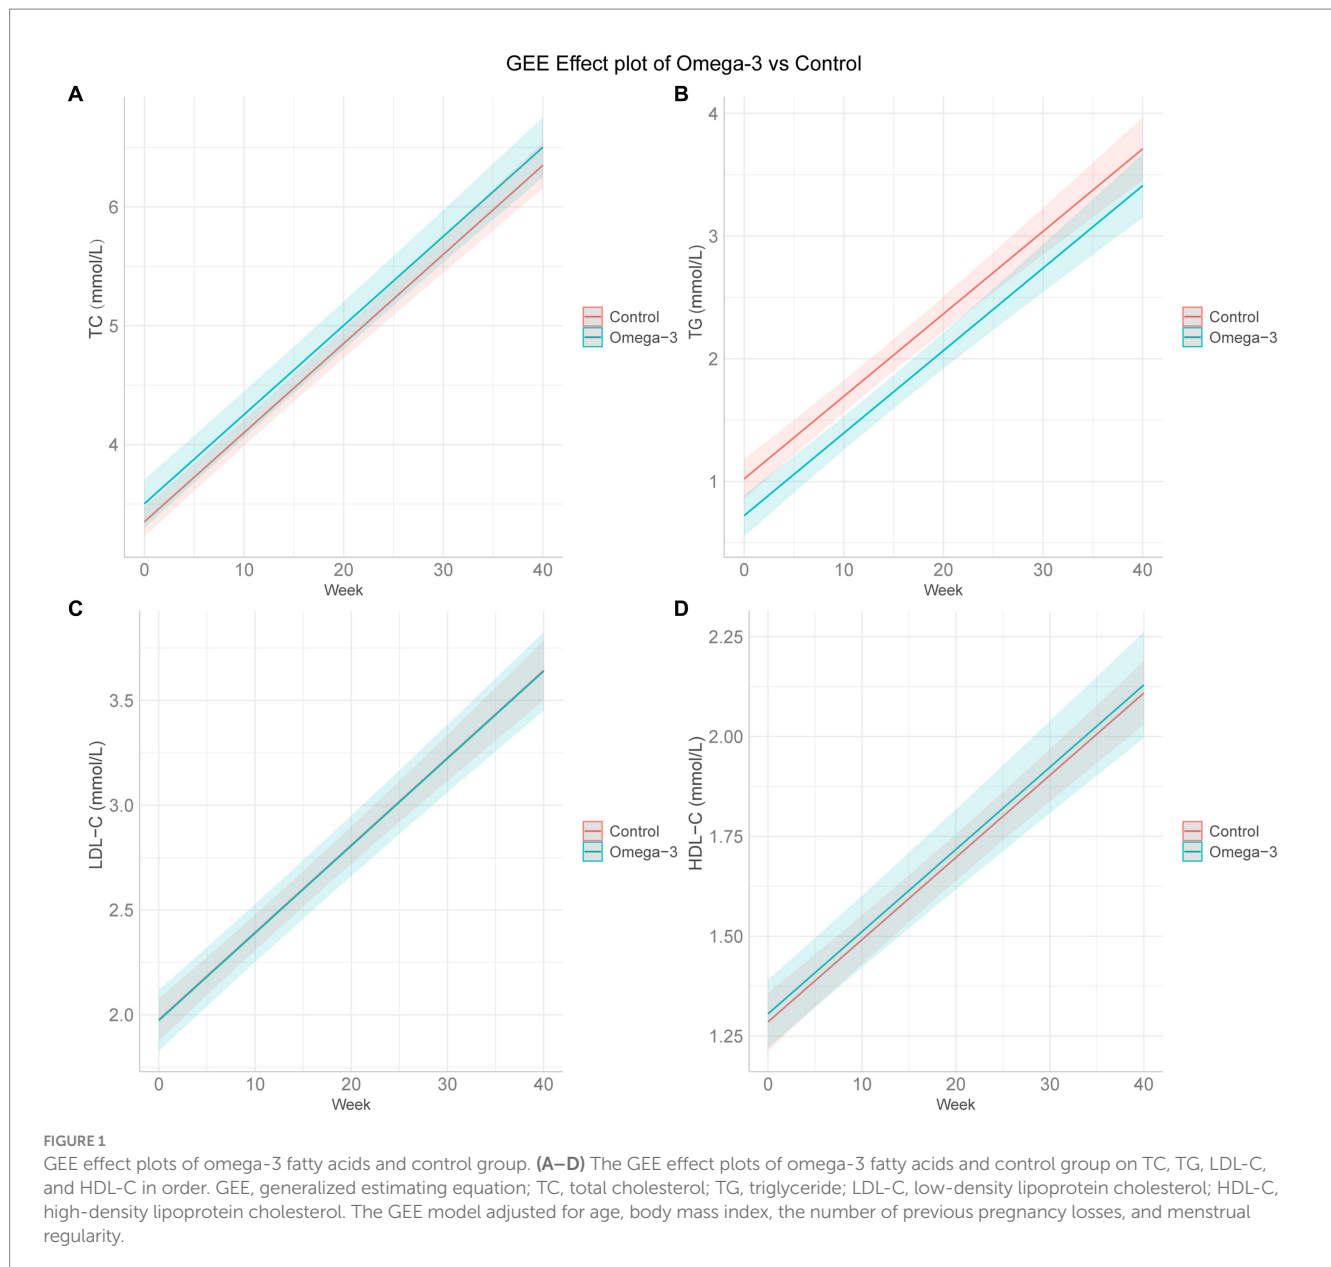 GEE Effect plot of Omega-3 vs Control
A
TC (mmol/L)
6
5
4
0 10 20 30 40
Week
Control
Omega−3
B
TG (mmol/L)
4
3
2
1
0 10 20 30 40
Week
Control
Omega−3
C
LDL−C (mmol/L)
3.5
3.0
2.5
2.0
0 10 20 30 40
Week
Control
Omega−3
D
HDL−C (mmol/L)
2.25
2.00
1.75
1.50
1.25
0 10 20 30 40
Week
Control
Omega−3
FIGURE 1
GEE effect plots of omega-3 fatty acids and control group. (A–D) The GEE effect plots of omega-3 fatty acids and control group on TC, TG, LDL-C,
and HDL-C in order. GEE, generalized estimating equation; TC, total cholesterol; TG, triglyceride; LDL-C, low-density lipoprotein cholesterol; HDL-C,
high-density lipoprotein cholesterol. The GEE model adjusted for age, body mass index, the number of previous pregnancy losses, and menstrual
regularity.